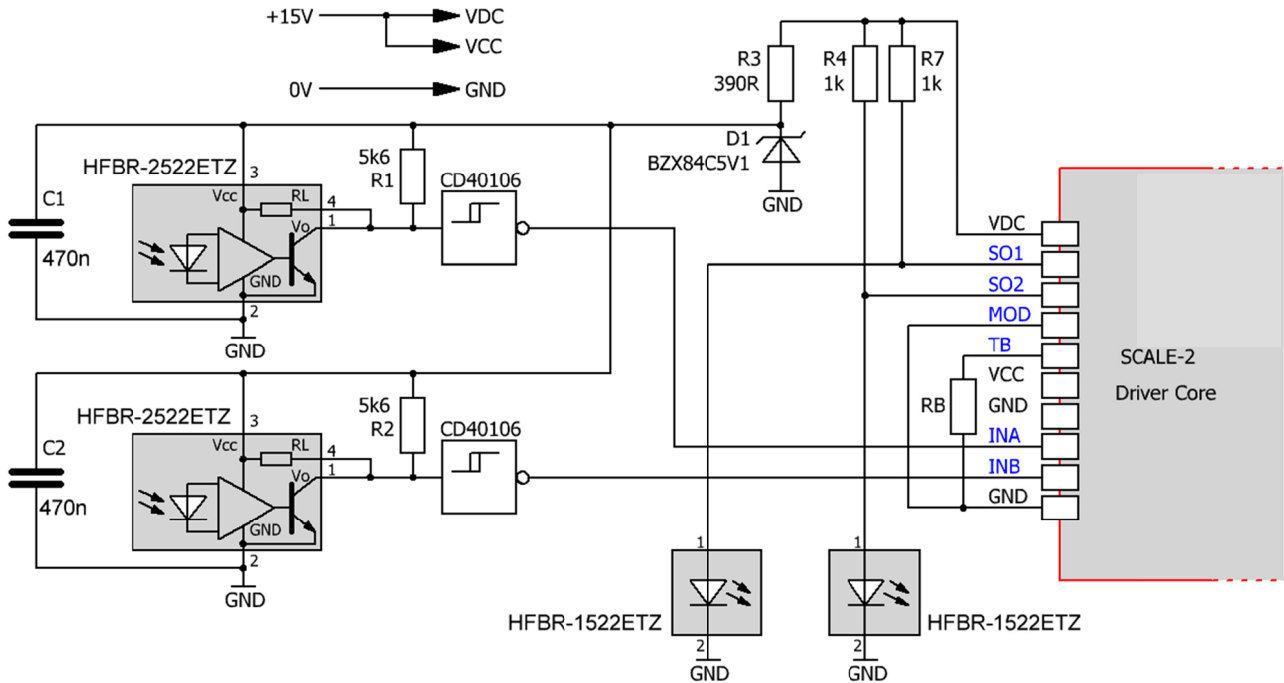 +15V VDC
VCC
0V GND
R3
390R
R4
1k
R7
1k
D1
BZX84C5V1
GND
HFBR-2522ETZ
3
5k6
R1
CD40106
C1
470n
Vcc
RL
4
Vo
1
GND
2
GND
HFBR-2522ETZ
3
5k6
R2
CD40106
C2
470n
Vcc
RL
4
Vo
1
GND
2
GND
VDC
SO1
SO2
MOD
TB
VCC
GND
INA
INB
GND
RB
SCALE-2
Driver Core
1
HFBR-1522ETZ
2
GND
1
HFBR-1522ETZ
2
GND